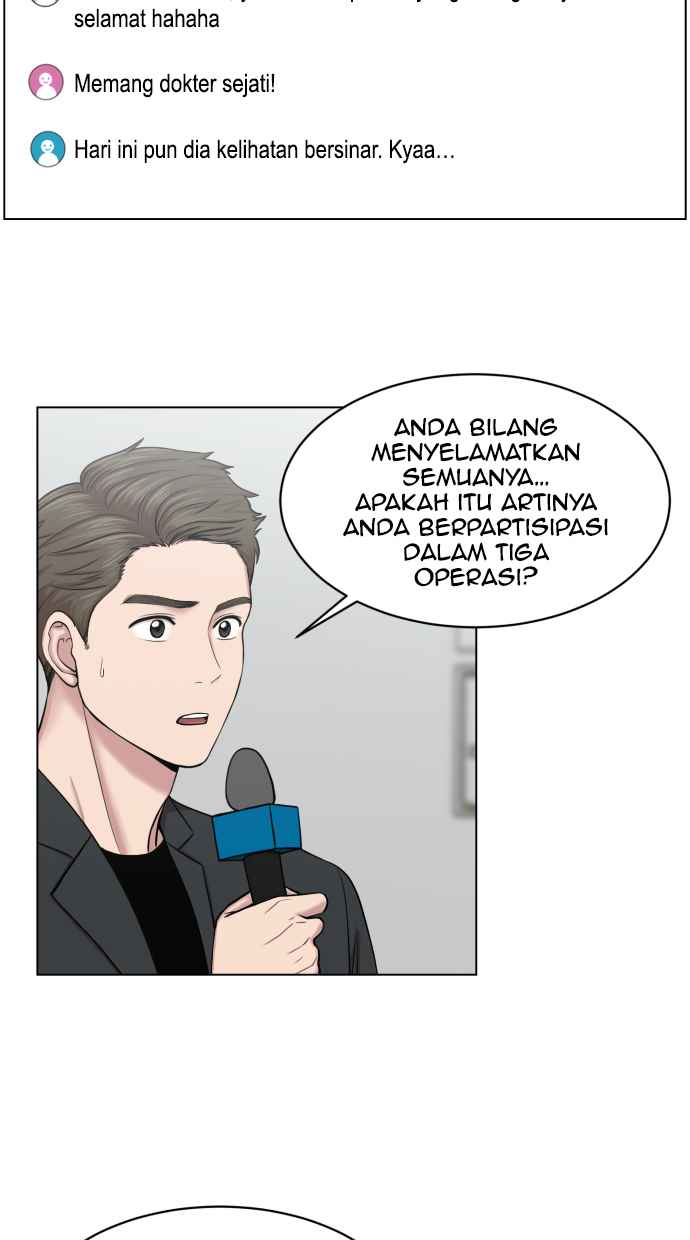 selamat hahaha
Memang dokter sejati!
Hari ini pun dia kelihatan bersinar. Kyaa...
ANDA BILANG
MENYELAMATKAN
SEMUANYA...
APAKAH ITU ARTINYA
ANDA BERPARTISIPASI
DALAM TIGA
OPERASI?